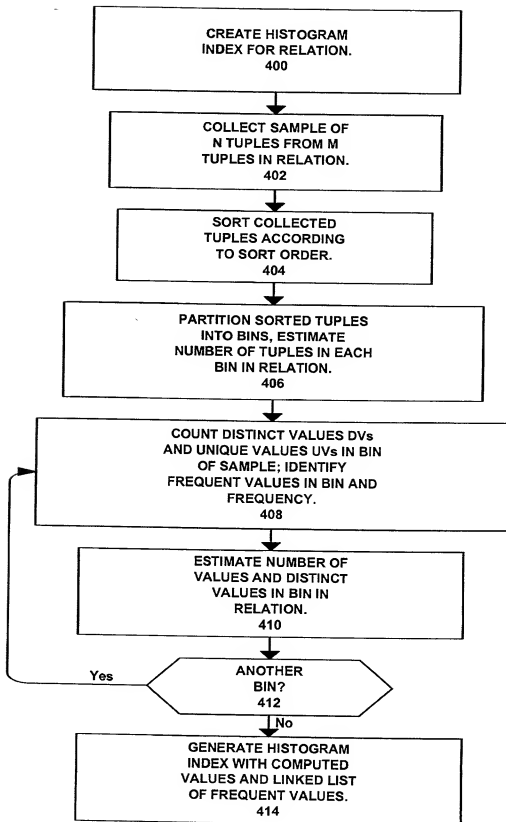 CREATE HISTOGRAM
INDEX FOR RELATION.
400
COLLECT SAMPLE OF
N TUPLES FROM M
TUPLES IN RELATION.
402
SORT COLLECTED
TUPLES ACCORDING
TO SORT ORDER.
404
PARTITION SORTED TUPLES
INTO BINS, ESTIMATE
NUMBER OF TUPLES IN EACH
BIN IN RELATION.
406
COUNT DISTINCT VALUES DVs
AND UNIQUE VALUES UVs IN BIN
OF SAMPLE; IDENTIFY
FREQUENT VALUES IN BIN AND
FREQUENCY.
408
ESTIMATE NUMBER OF
VALUES AND DISTINCT
VALUES IN BIN IN
RELATION.
410
Yes
ANOTHER
BIN?
412
No
GENERATE HISTOGRAM
INDEX WITH COMPUTED
VALUES AND LINKED LIST
OF FREQUENT VALUES.
414